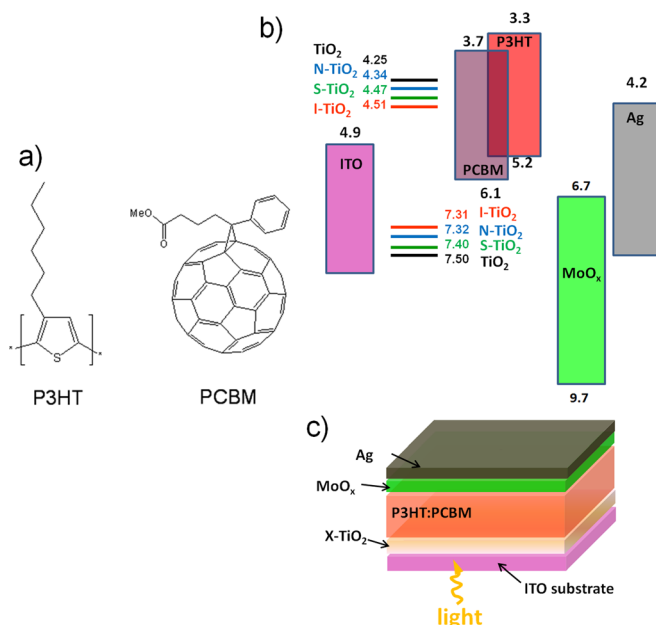 a)
MeO
O
S
*
*
P3HT
PCBM
b)
TiO₂ 4.25
N-TiO₂ 4.34
S-TiO₂ 4.47
I-TiO₂ 4.51
4.9
ITO
3.7
PCBM
6.1
3.3
P3HT
5.2
7.31 I-TiO₂
7.32 N-TiO₂
7.40 S-TiO₂
7.50 TiO₂
6.7
MoOₓ
9.7
4.2
Ag
c)
Ag
MoOₓ
P3HT:PCBM
X-TiO₂
ITO substrate
light